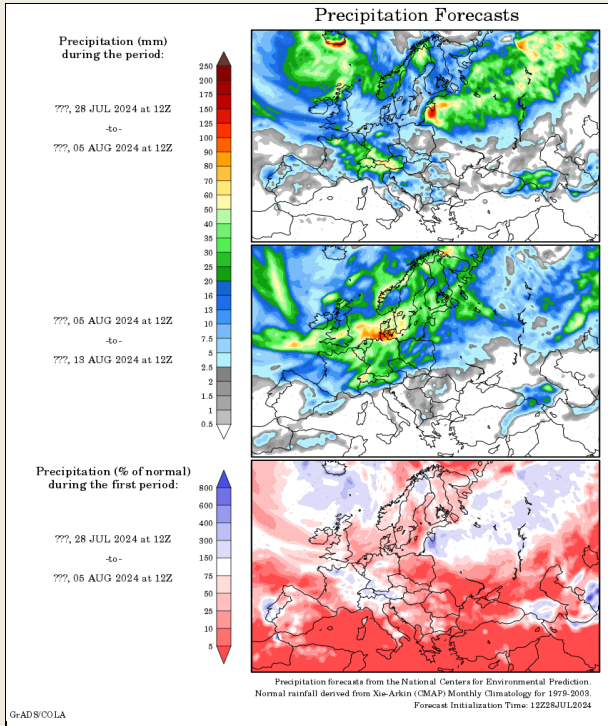 Precipitation Forecasts
Precipitation (mm)
during the period:
???, 28 JUL 2024 at 12Z
-to-
???, 05 AUG 2024 at 12Z
250
200
175
150
125
100
90
80
70
60
50
40
35
30
25
20
16
13
10
7.5
5
2.5
2
1.5
1
0.5
???, 05 AUG 2024 at 12Z
-to-
???, 13 AUG 2024 at 12Z
Precipitation (% of normal)
during the first period:
???, 28 JUL 2024 at 12Z
-to-
???, 05 AUG 2024 at 12Z
800
600
400
300
150
75
50
25
10
5
Precipitation forecasts from the National Centers for Environmental Prediction.
Normal rainfall derived from Xie-Arkin (CMAP) Monthly Climatology for 1979-2003.
Forecast Initialization Time: 12Z28JUL2024
GrADS/COLA